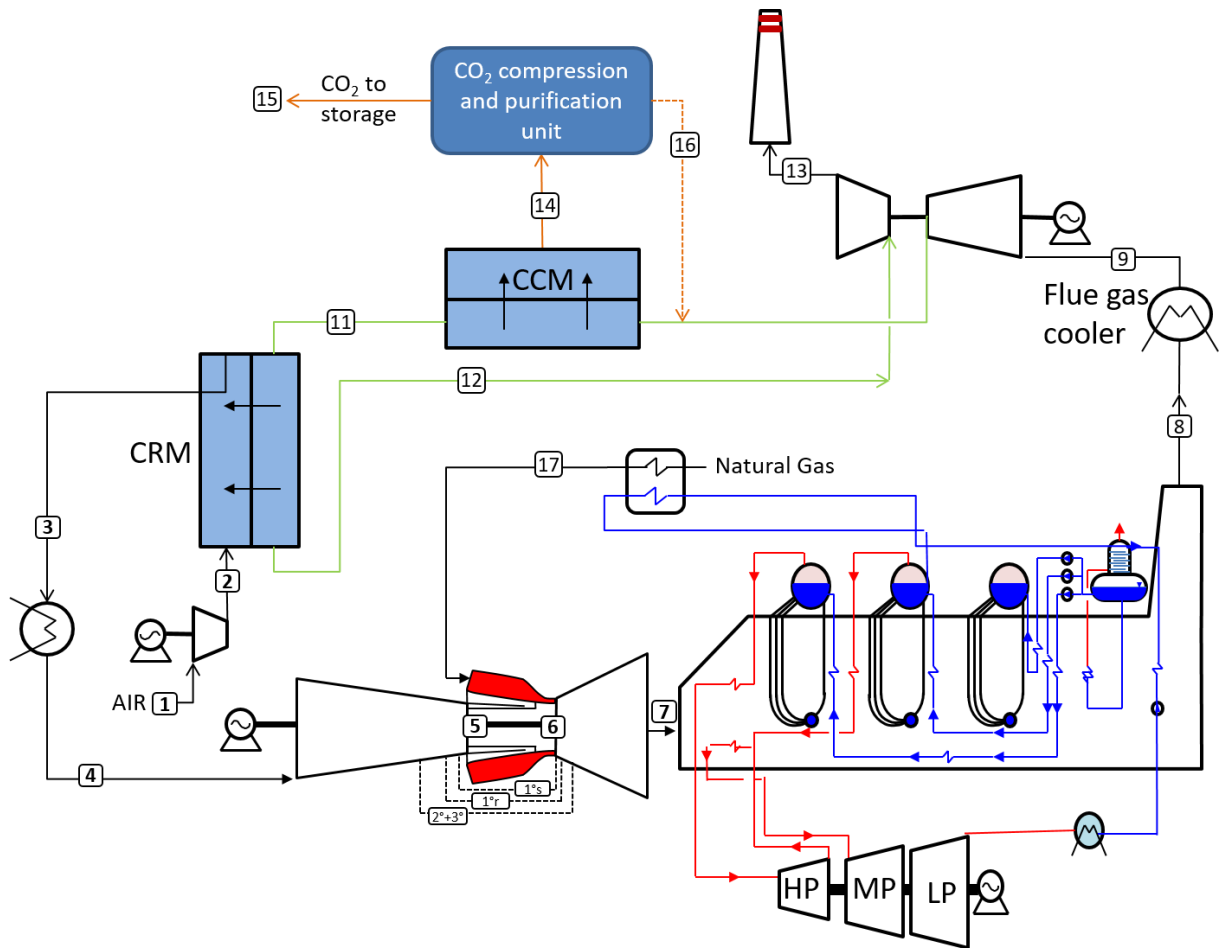 CO2 compression
and purification
unit
15
CO2 to
storage
16
13
14
9
CCM
Flue gas
cooler
11
12
CRM
8
17
Natural Gas
3
2
AIR
1
4
5
6
7
1°s
1°r
2°+3°
HP
MP
LP